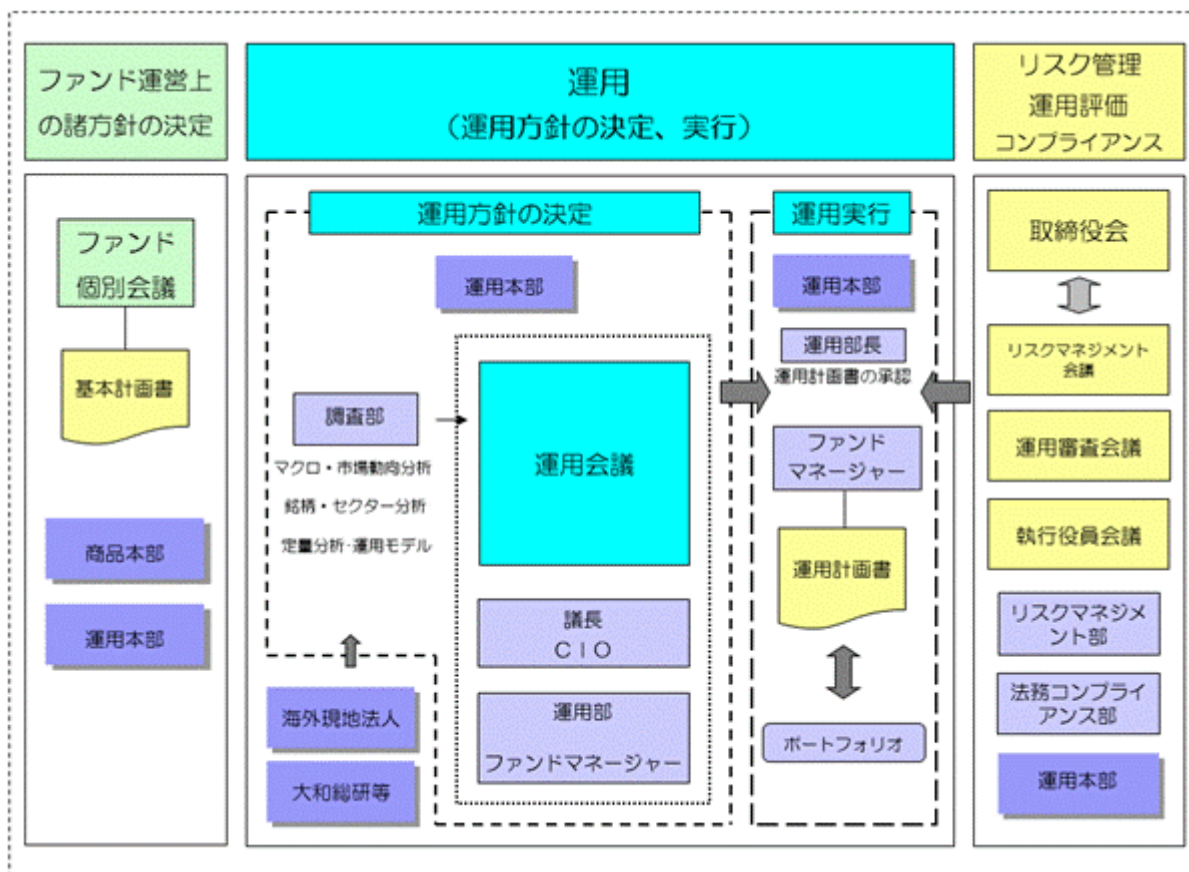 ファンド運営上
の諸方針の決定
運用
（運用方針の決定、実行）
リスク管理
運用評価
コンプライアンス
ファンド
個別会議
基本計画書
商品本部
運用本部
運用方針の決定
運用本部
調査部
マクロ・市場動向分析
銘柄・セクター分析
定量分析･運用モデル
海外現地法人
大和総研等
運用会議
議長
ＣＩＯ
運用部
ファンドマネージャー
運用実行
運用本部
運用部長
運用計画書の承認
ファンド
マネージャー
運用計画書
ポートフォリオ
取締役会
リスクマネジメント
会議
運用審査会議
執行役員会議
リスクマネジメ
ント部
法務コンプライ
アンス部
運用本部